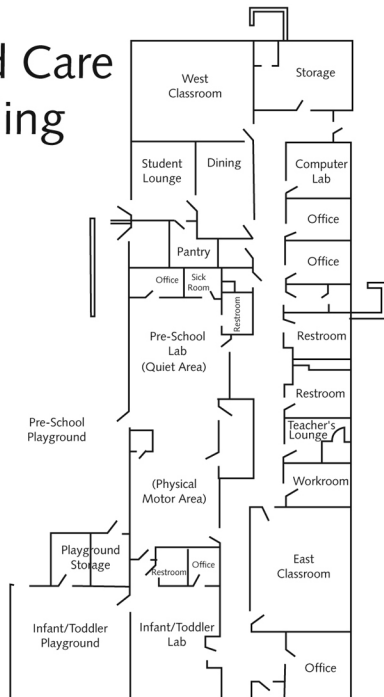 Care
ing
West
Classroom
Storage
Student
Lounge
Dining
Computer
Lab
Office
Office
Pantry
Office
Sick
Room
Restroom
Pre-School
Lab
(Quiet Area)
Restroom
Restroom
Pre-School
Playground
Teacher's
Lounge
(Physical
Motor Area)
Workroom
Playground
Storage
Restroom
Office
East
Classroom
Infant/Toddler
Playground
Infant/Toddler
Lab
Office